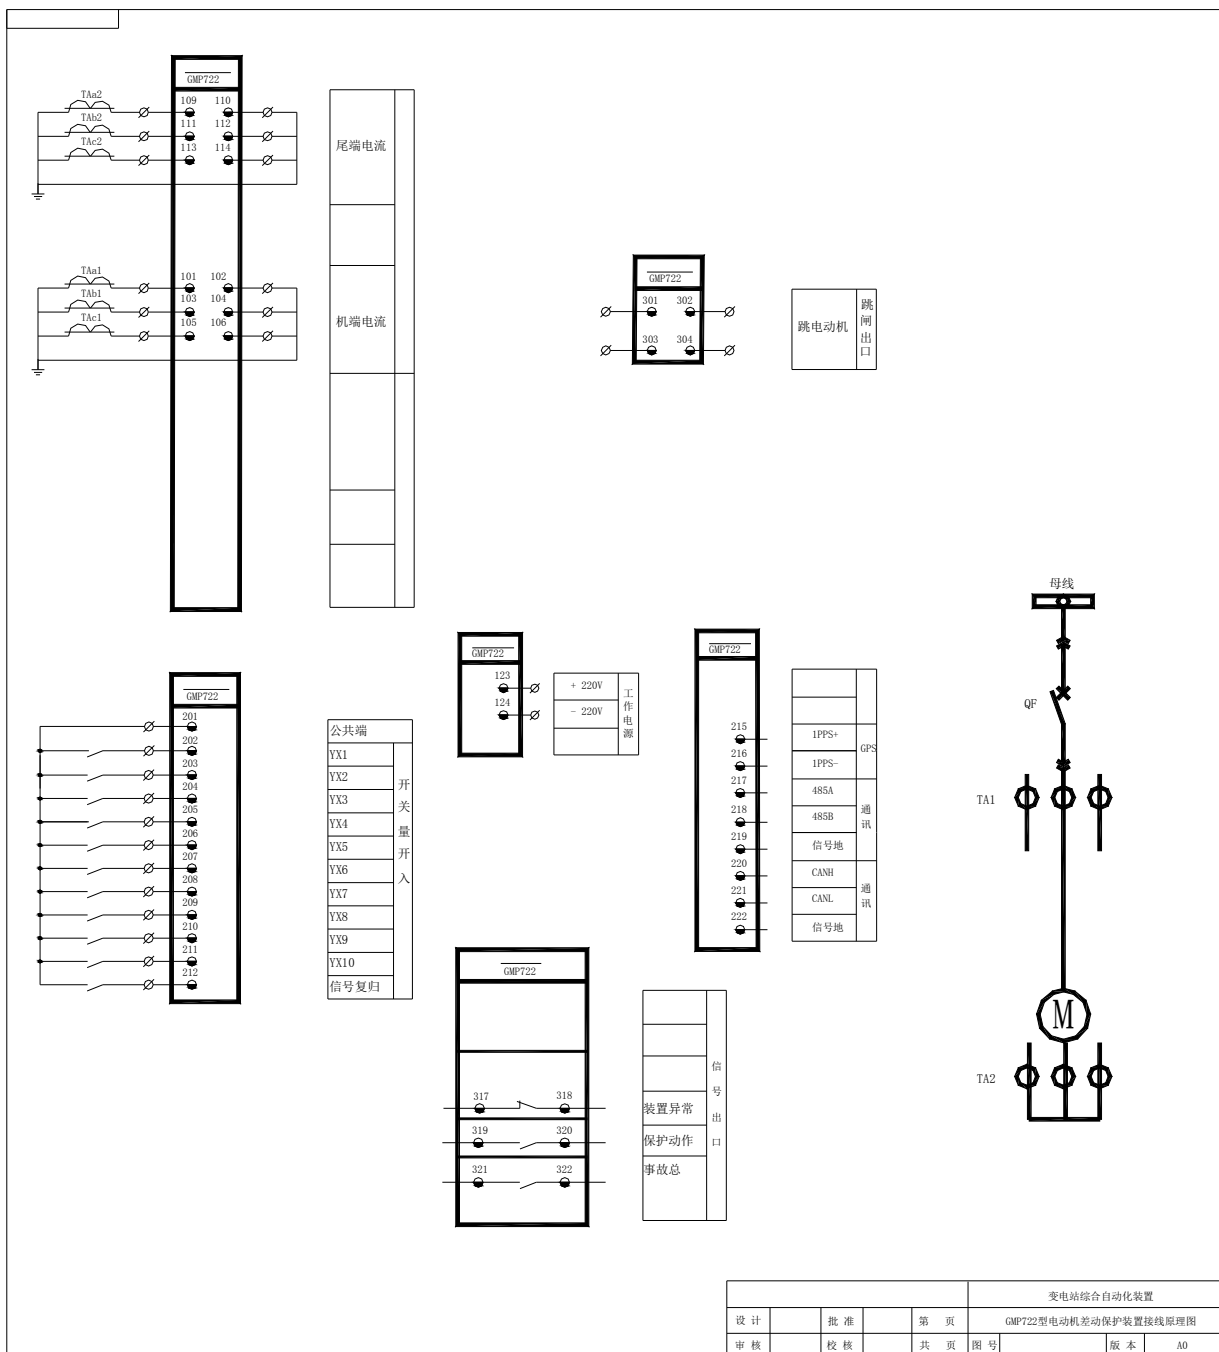 GMP722
TAa2
109 110
TAb2
111 112
TAc2
113 114
尾端电流
TAa1
101 102
TAb1
103 104
TAc1
105 106
机端电流
GMP722
301 302
303 304
跳电动机
跳闸出口
母线
QF
TA1
M
TA2
GMP722
123
124
+ 220V
- 220V
工作电源
GMP722
215
216
217
218
219
220
221
222
1PPS+
1PPS-
GPS
485A
485B
信号地
通讯
CANH
CANL
信号地
通讯
GMP722
201
202
203
204
205
206
207
208
209
210
211
212
公共端
YX1
YX2
YX3
YX4
YX5
YX6
YX7
YX8
YX9
YX10
信号复归
开关量开入
GMP722
317 318
319 320
321 322
装置异常
保护动作
事故总
信号出口
变电站综合自动化装置
设 计 批 准 第 页 GMP722型电动机差动保护装置接线原理图
审 核 校 核 共 页 图 号 版 本 A0